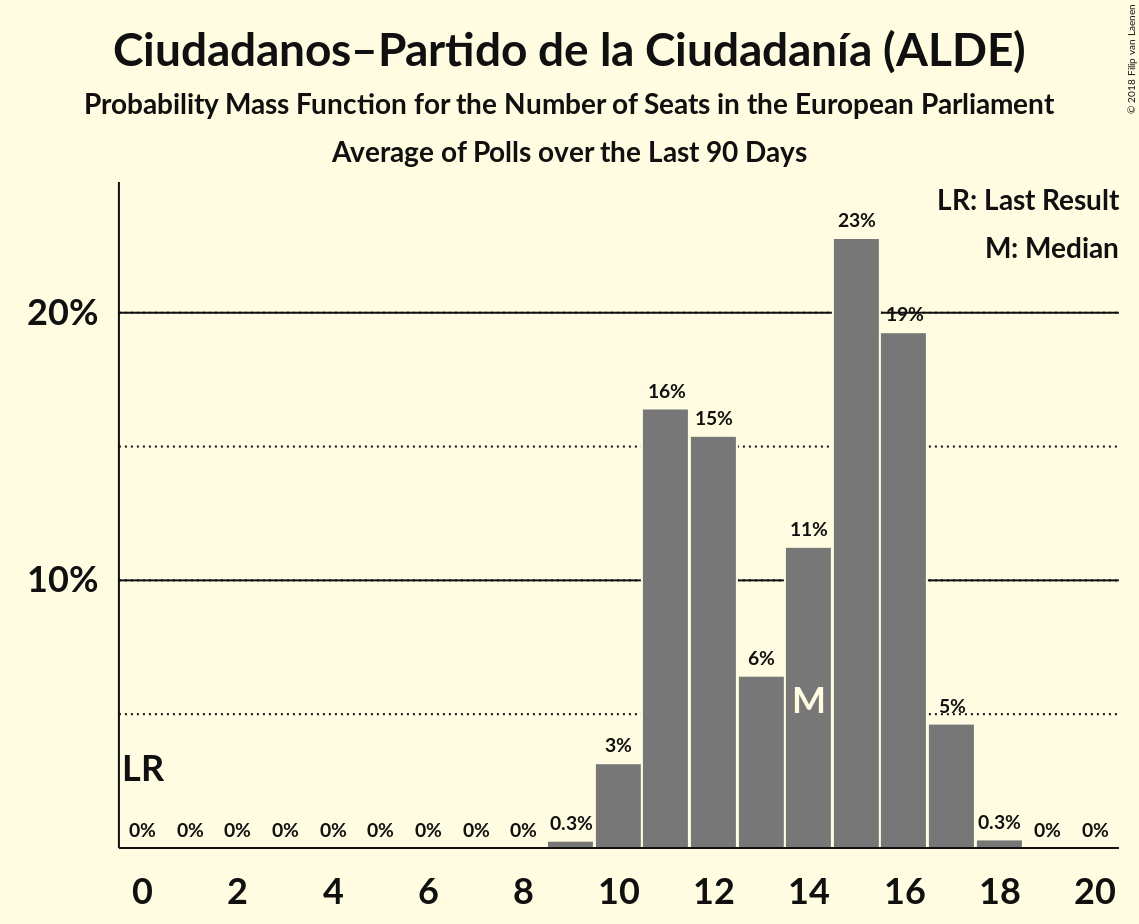 Ciudadanos–Partido de la Ciudadanía (ALDE)
Probability Mass Function for the Number of Seats in the European Parliament
Average of Polls over the Last 90 Days
© 2018 Filip van Laenen
LR: Last Result
M: Median
23%
20%
19%
16%
15%
11%
10%
6%
M
5%
3%
LR
0% 0% 0% 0% 0% 0% 0% 0% 0% 0.3% 0.3% 0% 0%
0 2 4 6 8 10 12 14 16 18 20